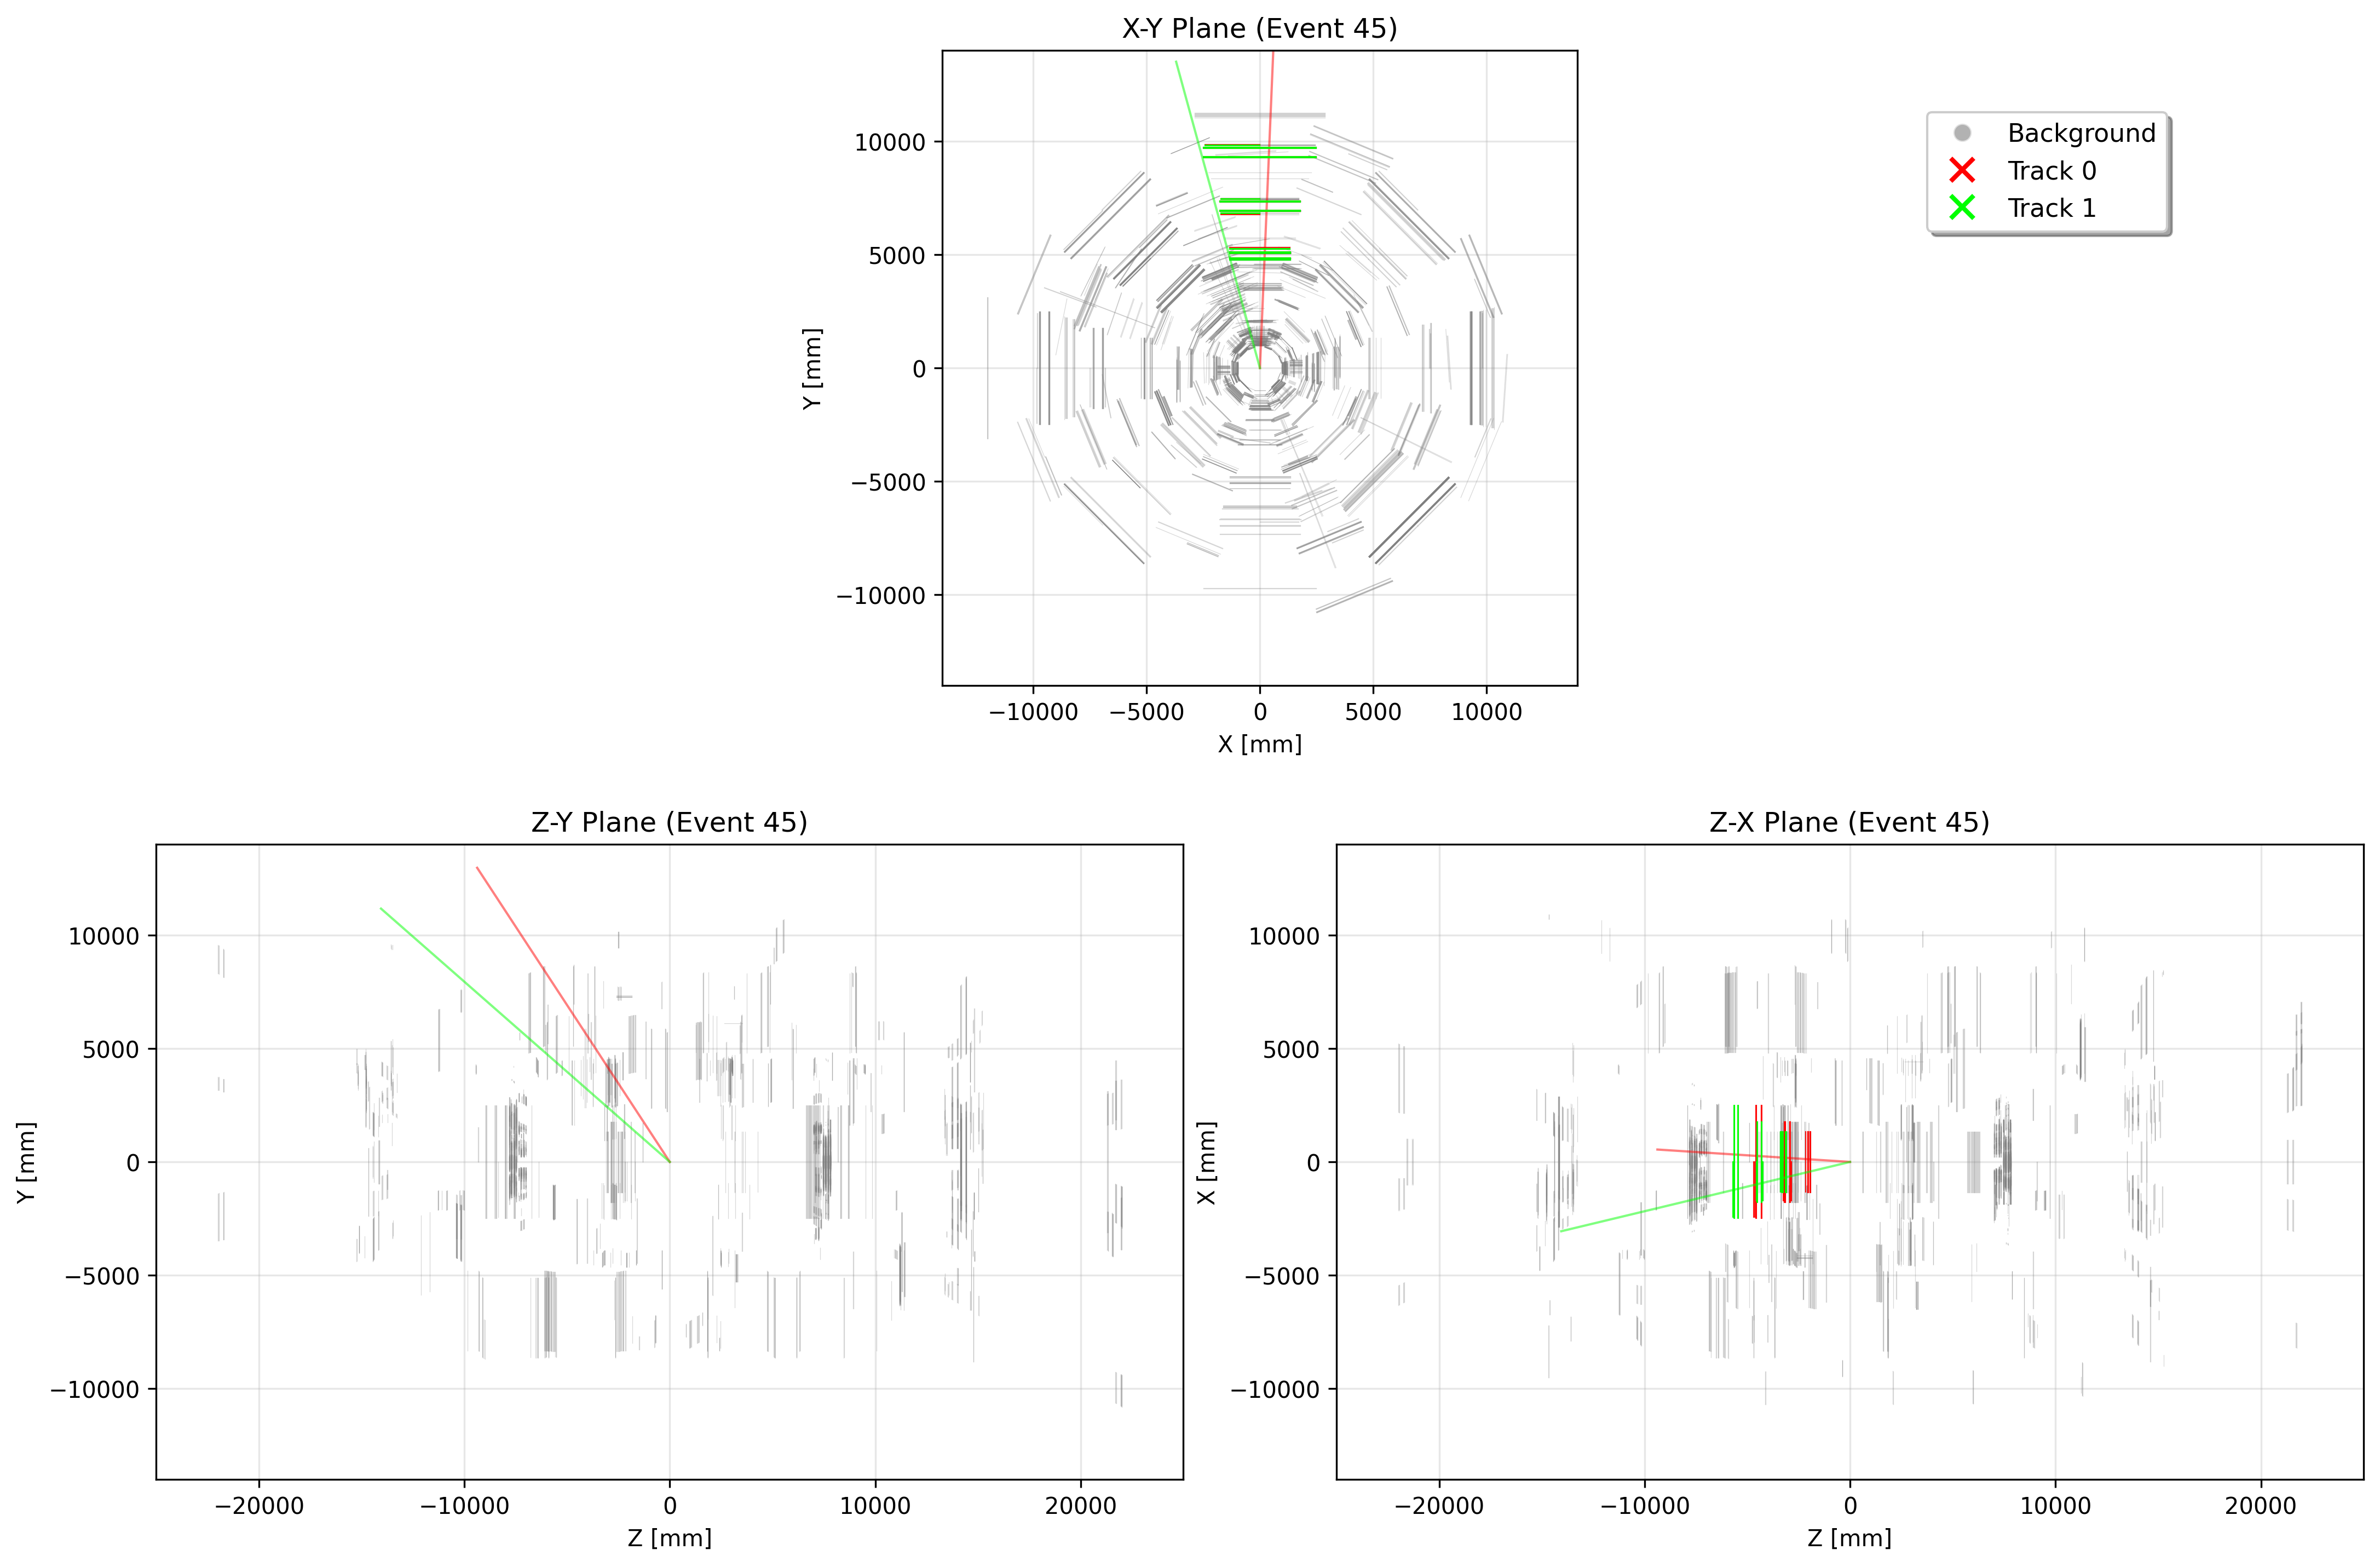 X-Y Plane (Event 45)
10000
5000
0
−5000
−10000
Y [mm]
−10000 −5000 0 5000 10000
X [mm]
Background
Track 0
Track 1
Z-Y Plane (Event 45)
10000
5000
0
−5000
−10000
Y [mm]
−20000 −10000 0 10000 20000
Z [mm]
Z-X Plane (Event 45)
10000
5000
0
−5000
−10000
X [mm]
−20000 −10000 0 10000 20000
Z [mm]